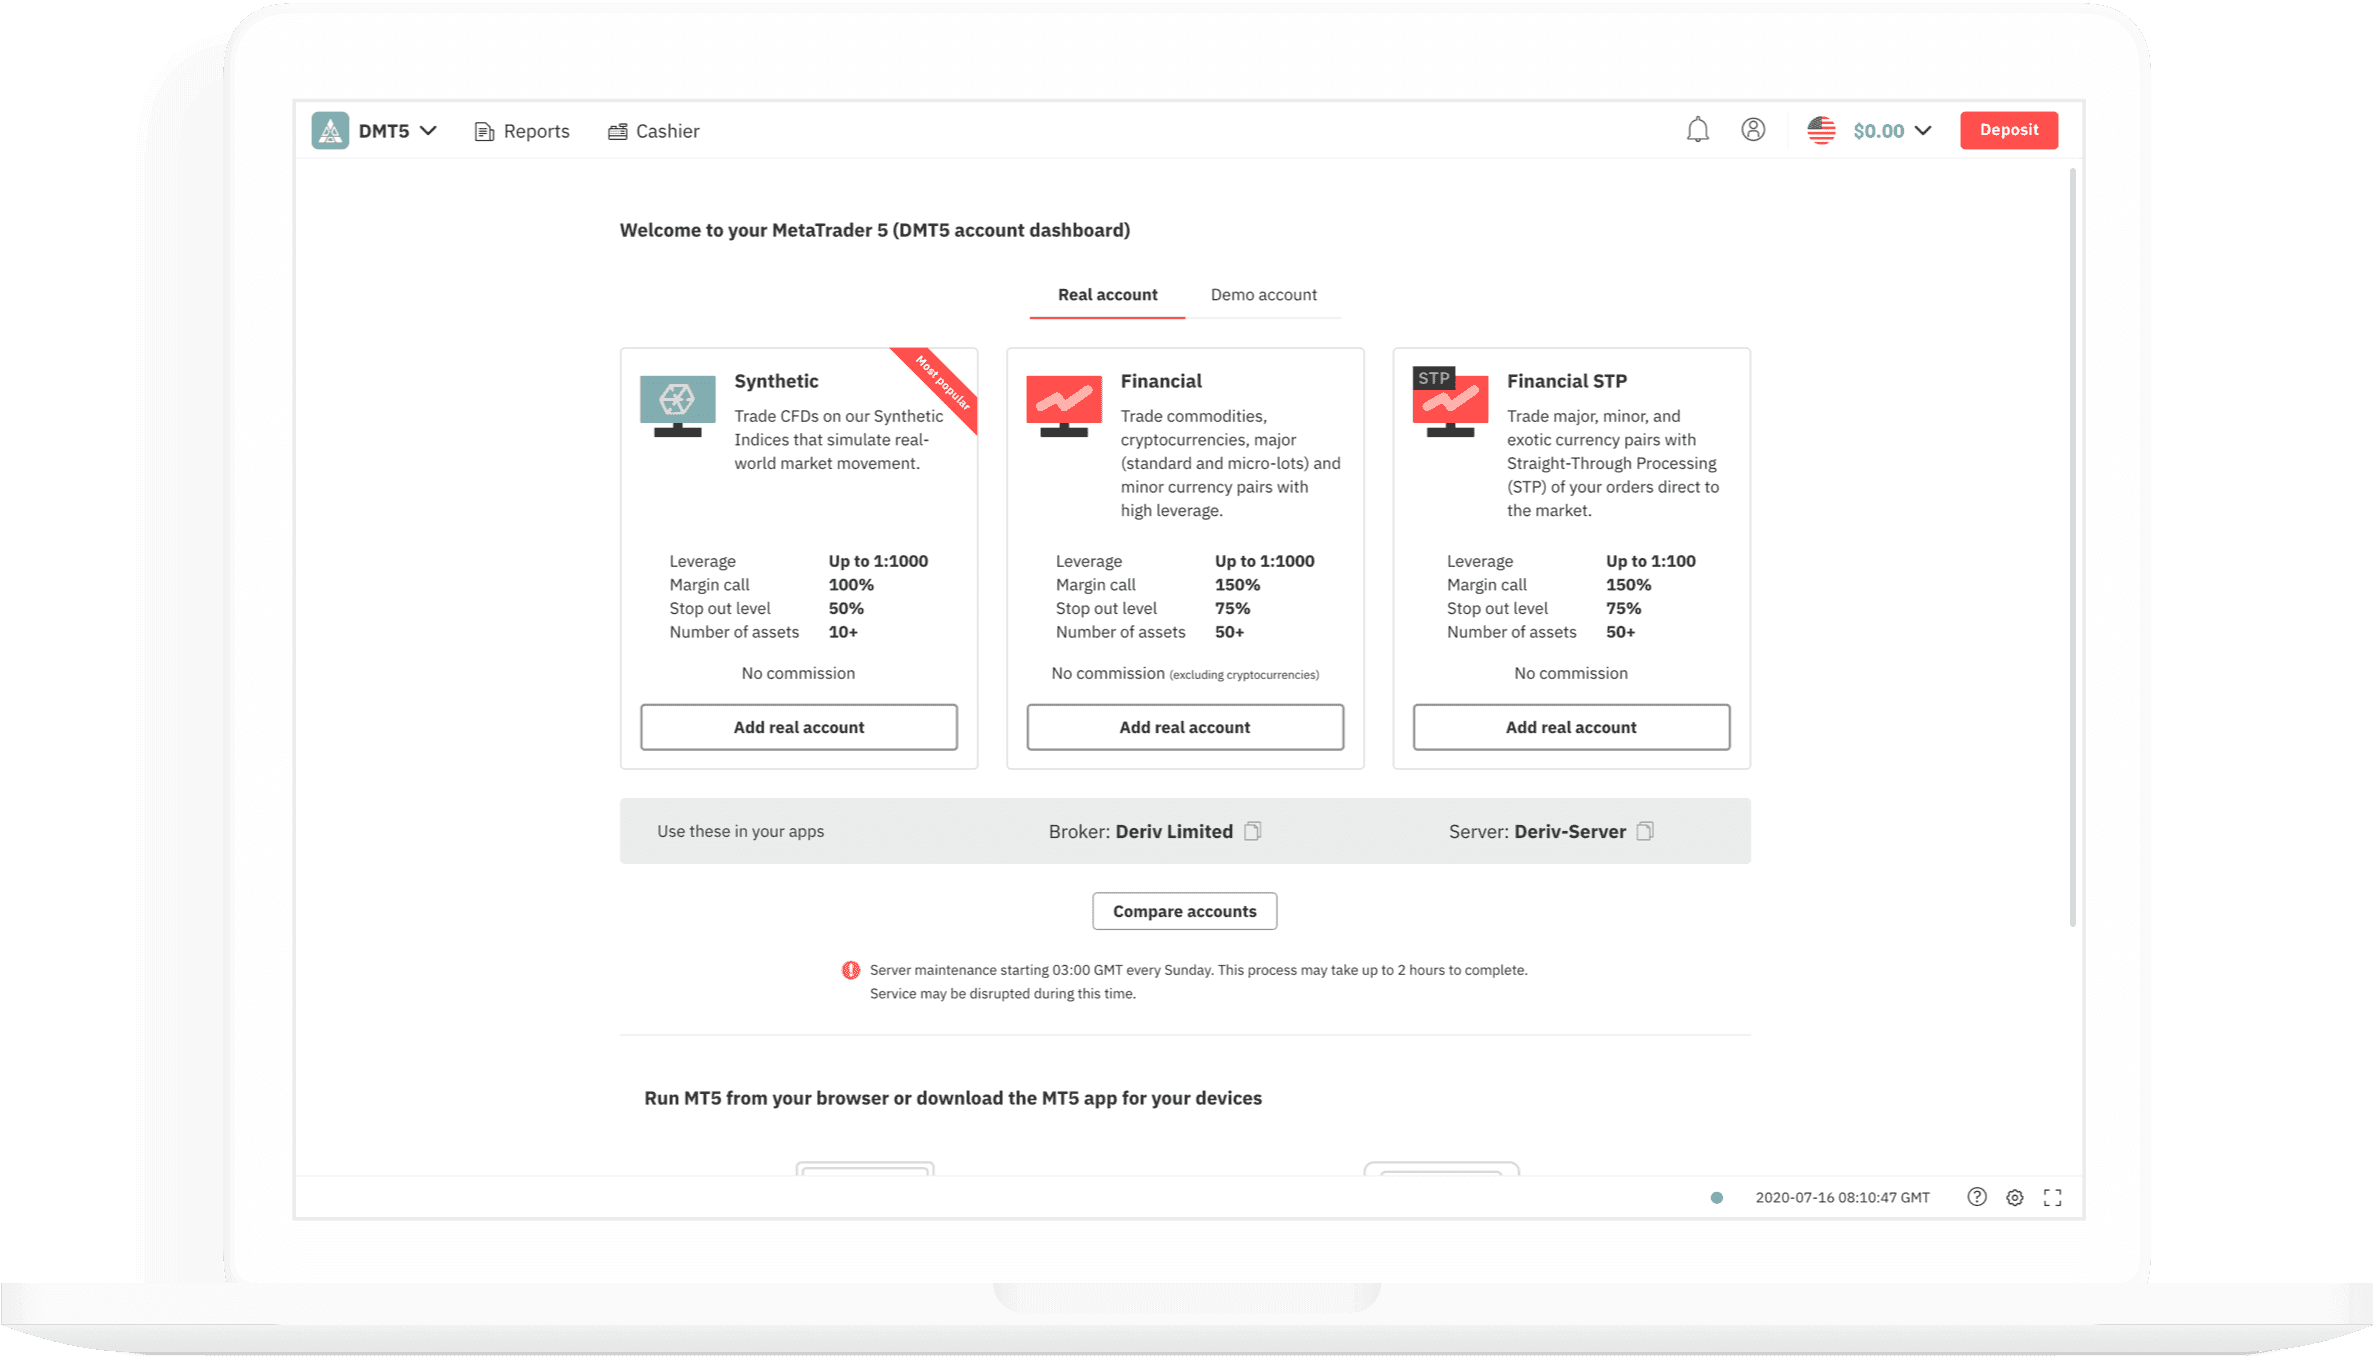 DMT5
Reports
Cashier
$0.00
Deposit
Welcome to your MetaTrader 5 (DMT5 account dashboard)
Real account
Demo account
Most popular
Synthetic
Trade CFDs on our Synthetic
Indices that simulate real-
world market movement.
Leverage Up to 1:1000
Margin call 100%
Stop out level 50%
Number of assets 10+
No commission
Add real account
Financial
Trade commodities,
cryptocurrencies, major
(standard and micro-lots) and
minor currency pairs with
high leverage.
Leverage Up to 1:1000
Margin call 150%
Stop out level 75%
Number of assets 50+
No commission (excluding cryptocurrencies)
Add real account
STP
Financial STP
Trade major, minor, and
exotic currency pairs with
Straight-Through Processing
(STP) of your orders direct to
the market.
Leverage Up to 1:100
Margin call 150%
Stop out level 75%
Number of assets 50+
No commission
Add real account
Use these in your apps
Broker: Deriv Limited
Server: Deriv-Server
Compare accounts
Server maintenance starting 03:00 GMT every Sunday. This process may take up to 2 hours to complete.
Service may be disrupted during this time.
Run MT5 from your browser or download the MT5 app for your devices
2020-07-16 08:10:47 GMT